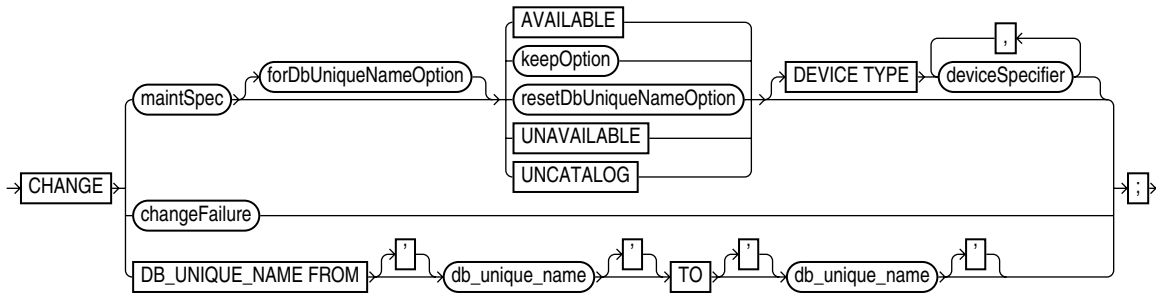 AVAILABLE
,
forDbUniqueNameOption
keepOption
DEVICE TYPE
deviceSpecifier
maintSpec
resetDbUniqueNameOption
UNAVAILABLE
UNCATALOG
CHANGE
;
changeFailure
' ' ' '
DB_UNIQUE_NAME FROM db_unique_name TO db_unique_name